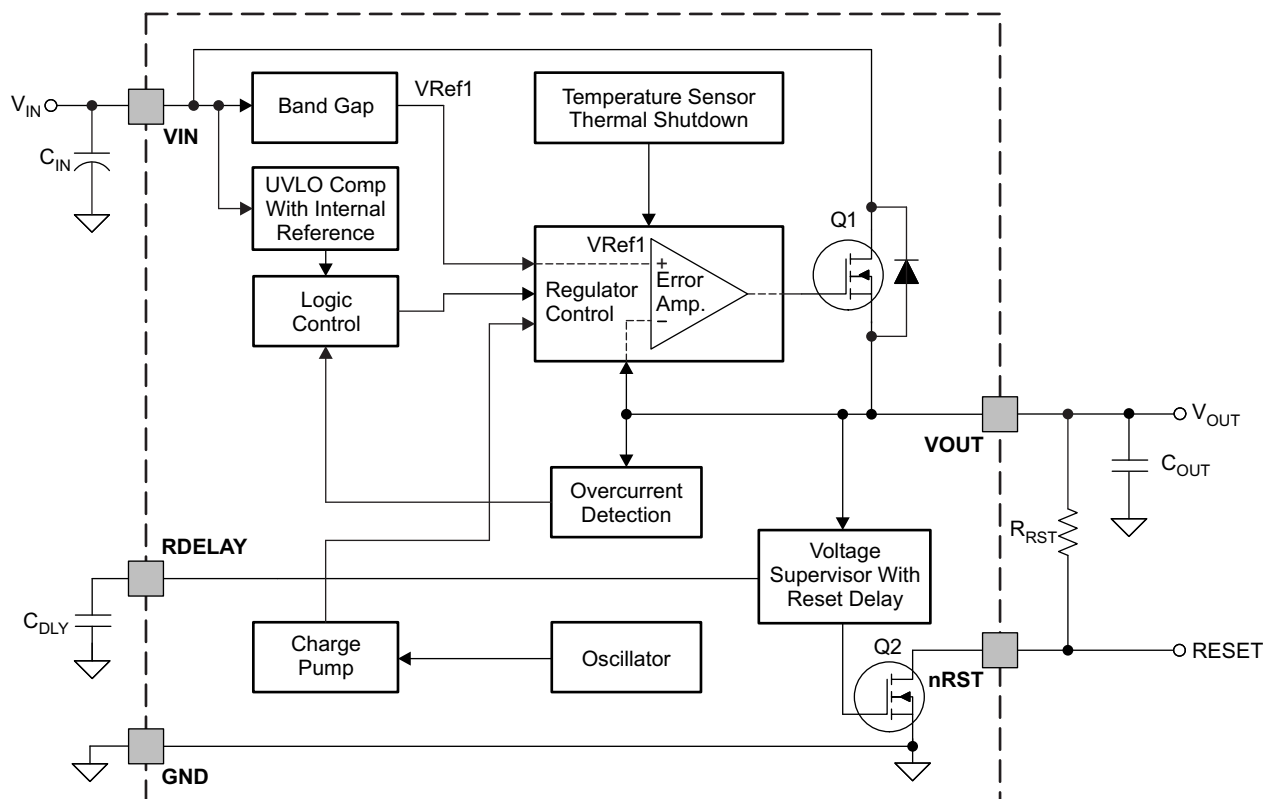 VRef1
Temperature Sensor
Thermal Shutdown
Band Gap
VIN
VIN
CIN
UVLO Comp
With Internal
Reference
Q1
VRef1
+
Error
Amp.
−
Regulator
Control
Logic
Control
VOUT
VOUT
COUT
Overcurrent
Detection
RRST
RDELAY
Voltage
Supervisor With
Reset Delay
CDLY
Charge
Pump
Oscillator
Q2
nRST
RESET
GND